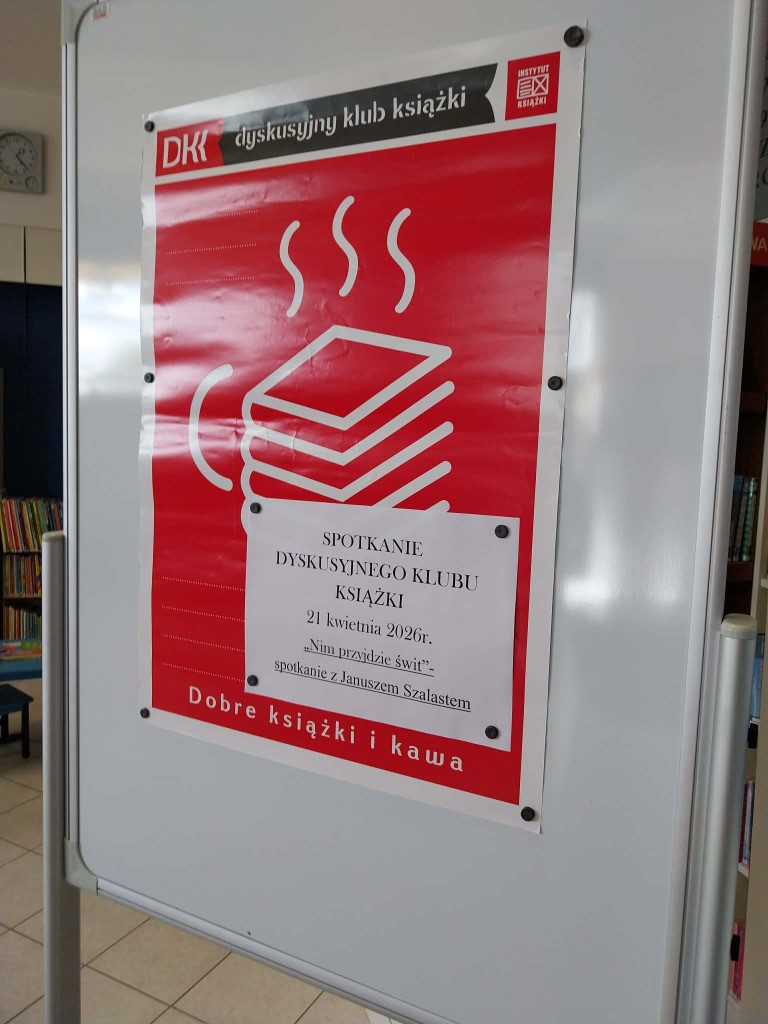 DKK
dyskusyjny klub książki
INSTYTUT
KSIĄŻKI
SPOTKANIE
DYSKUSYJNEGO KLUBU
KSIĄŻKI
21 kwietnia 2026r.
„Nim przyjdzie świt”-
spotkanie z Januszem Szalastem
Dobre książki i kawa